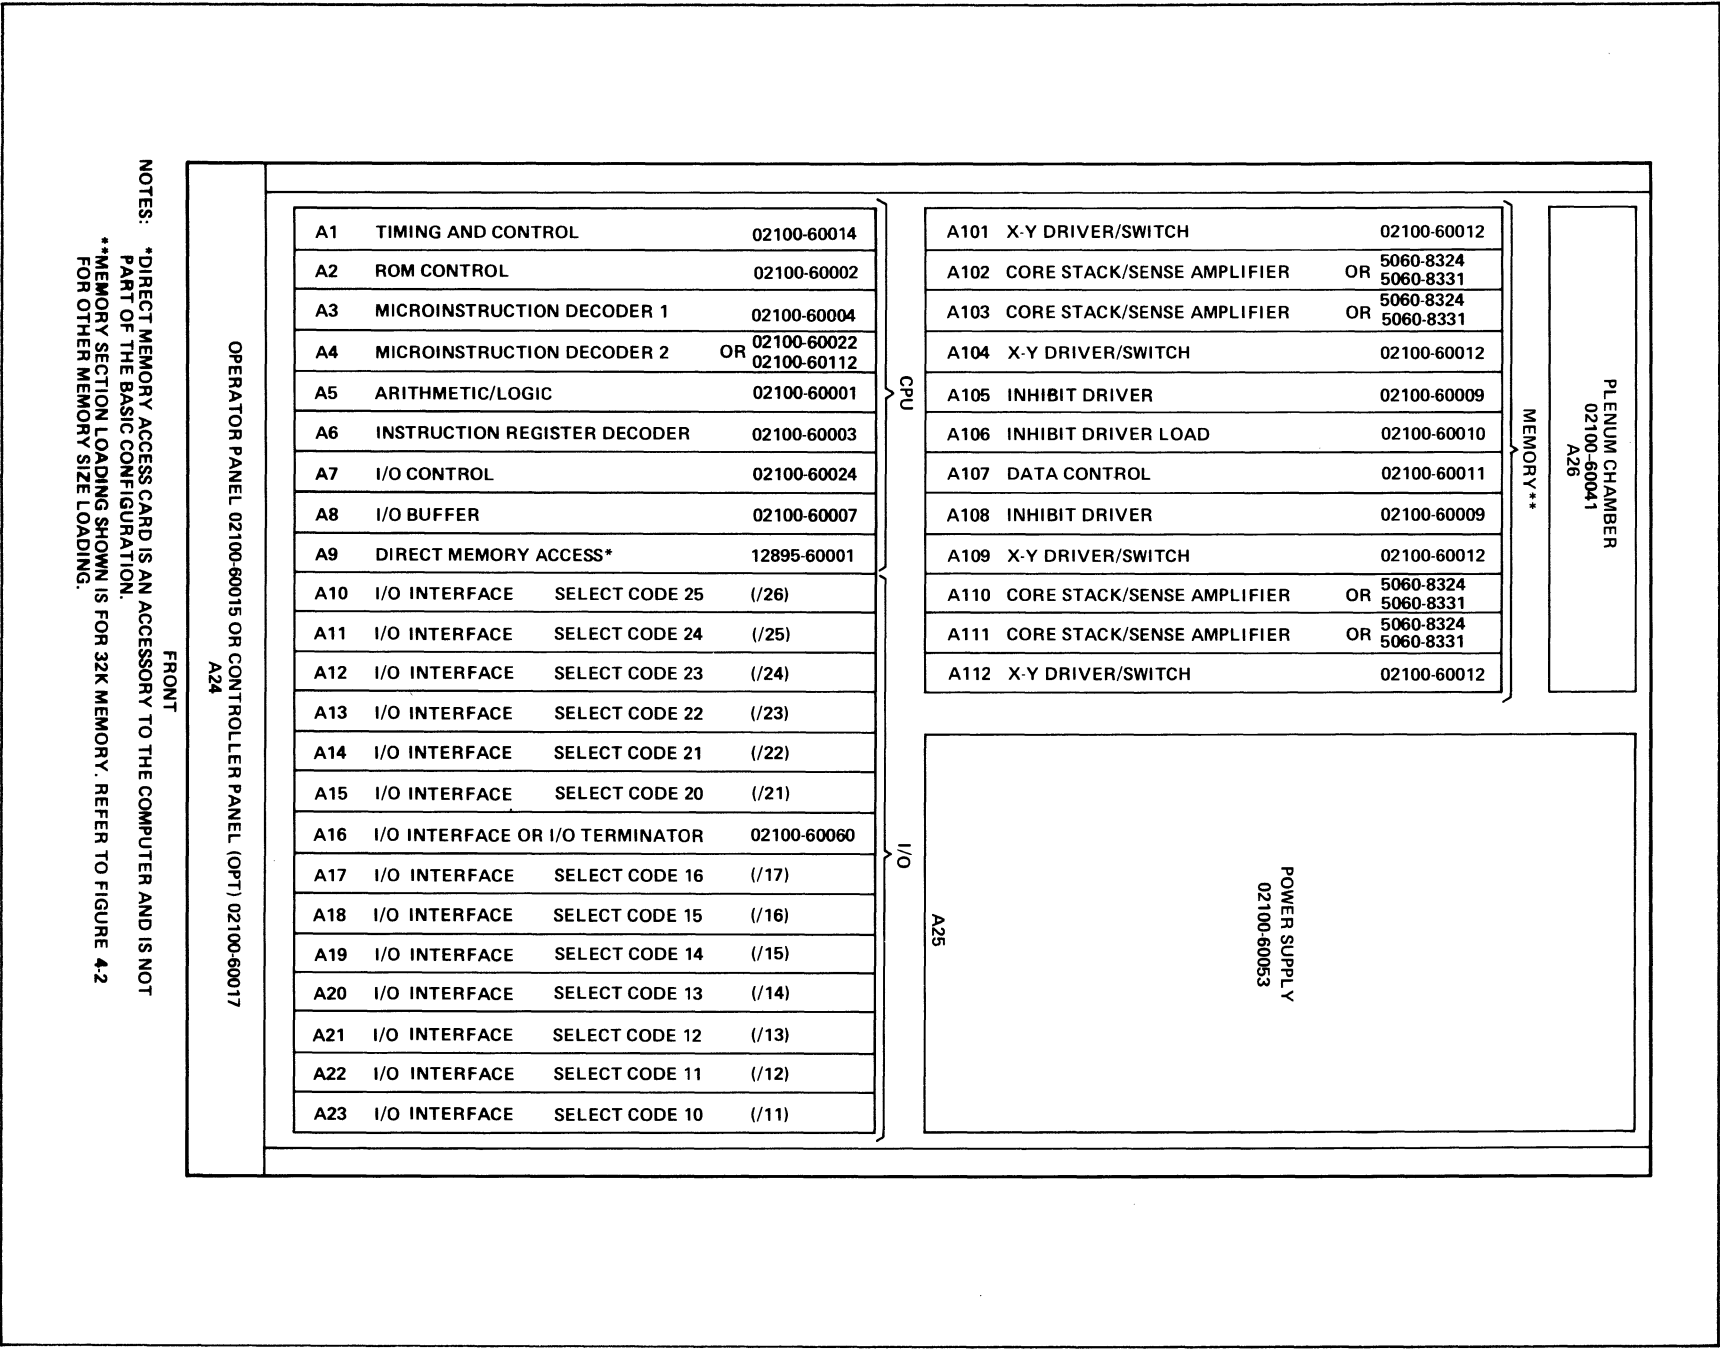 A1 TIMING AND CONTROL 02100-60014
A2 ROM CONTROL 02100-60002
A3 MICROINSTRUCTION DECODER 1 02100-60004
A4 MICROINSTRUCTION DECODER 2 OR 02100-60022
02100-60112
A5 ARITHMETIC/LOGIC 02100-60001
A6 INSTRUCTION REGISTER DECODER 02100-60003
A7 I/O CONTROL 02100-60024
A8 I/O BUFFER 02100-60007
A9 DIRECT MEMORY ACCESS* 12895-60001
CPU
A10 I/O INTERFACE SELECT CODE 25 (/26)
A11 I/O INTERFACE SELECT CODE 24 (/25)
A12 I/O INTERFACE SELECT CODE 23 (/24)
A13 I/O INTERFACE SELECT CODE 22 (/23)
A14 I/O INTERFACE SELECT CODE 21 (/22)
A15 I/O INTERFACE SELECT CODE 20 (/21)
A16 I/O INTERFACE OR I/O TERMINATOR 02100-60060
A17 I/O INTERFACE SELECT CODE 16 (/17)
A18 I/O INTERFACE SELECT CODE 15 (/16)
A19 I/O INTERFACE SELECT CODE 14 (/15)
A20 I/O INTERFACE SELECT CODE 13 (/14)
A21 I/O INTERFACE SELECT CODE 12 (/13)
A22 I/O INTERFACE SELECT CODE 11 (/12)
A23 I/O INTERFACE SELECT CODE 10 (/11)
I/O
A101 X-Y DRIVER/SWITCH 02100-60012
A102 CORE STACK/SENSE AMPLIFIER OR 5060-8324
5060-8331
A103 CORE STACK/SENSE AMPLIFIER OR 5060-8324
5060-8331
A104 X-Y DRIVER/SWITCH 02100-60012
A105 INHIBIT DRIVER 02100-60009
A106 INHIBIT DRIVER LOAD 02100-60010
A107 DATA CONTROL 02100-60011
A108 INHIBIT DRIVER 02100-60009
A109 X-Y DRIVER/SWITCH 02100-60012
A110 CORE STACK/SENSE AMPLIFIER OR 5060-8324
5060-8331
A111 CORE STACK/SENSE AMPLIFIER OR 5060-8324
5060-8331
A112 X-Y DRIVER/SWITCH 02100-60012
MEMORY**
PLENUM CHAMBER
02100-60041
A26
POWER SUPPLY
02100-60053
A25
OPERATOR PANEL 02100-60015 OR CONTROLLER PANEL (OPT) 02100-60017
A24
FRONT
NOTES: *DIRECT MEMORY ACCESS CARD IS AN ACCESSORY TO THE COMPUTER AND IS NOT
PART OF THE BASIC CONFIGURATION.
**MEMORY SECTION LOADING SHOWN IS FOR 32K MEMORY. REFER TO FIGURE 4-2
FOR OTHER MEMORY SIZE LOADING.